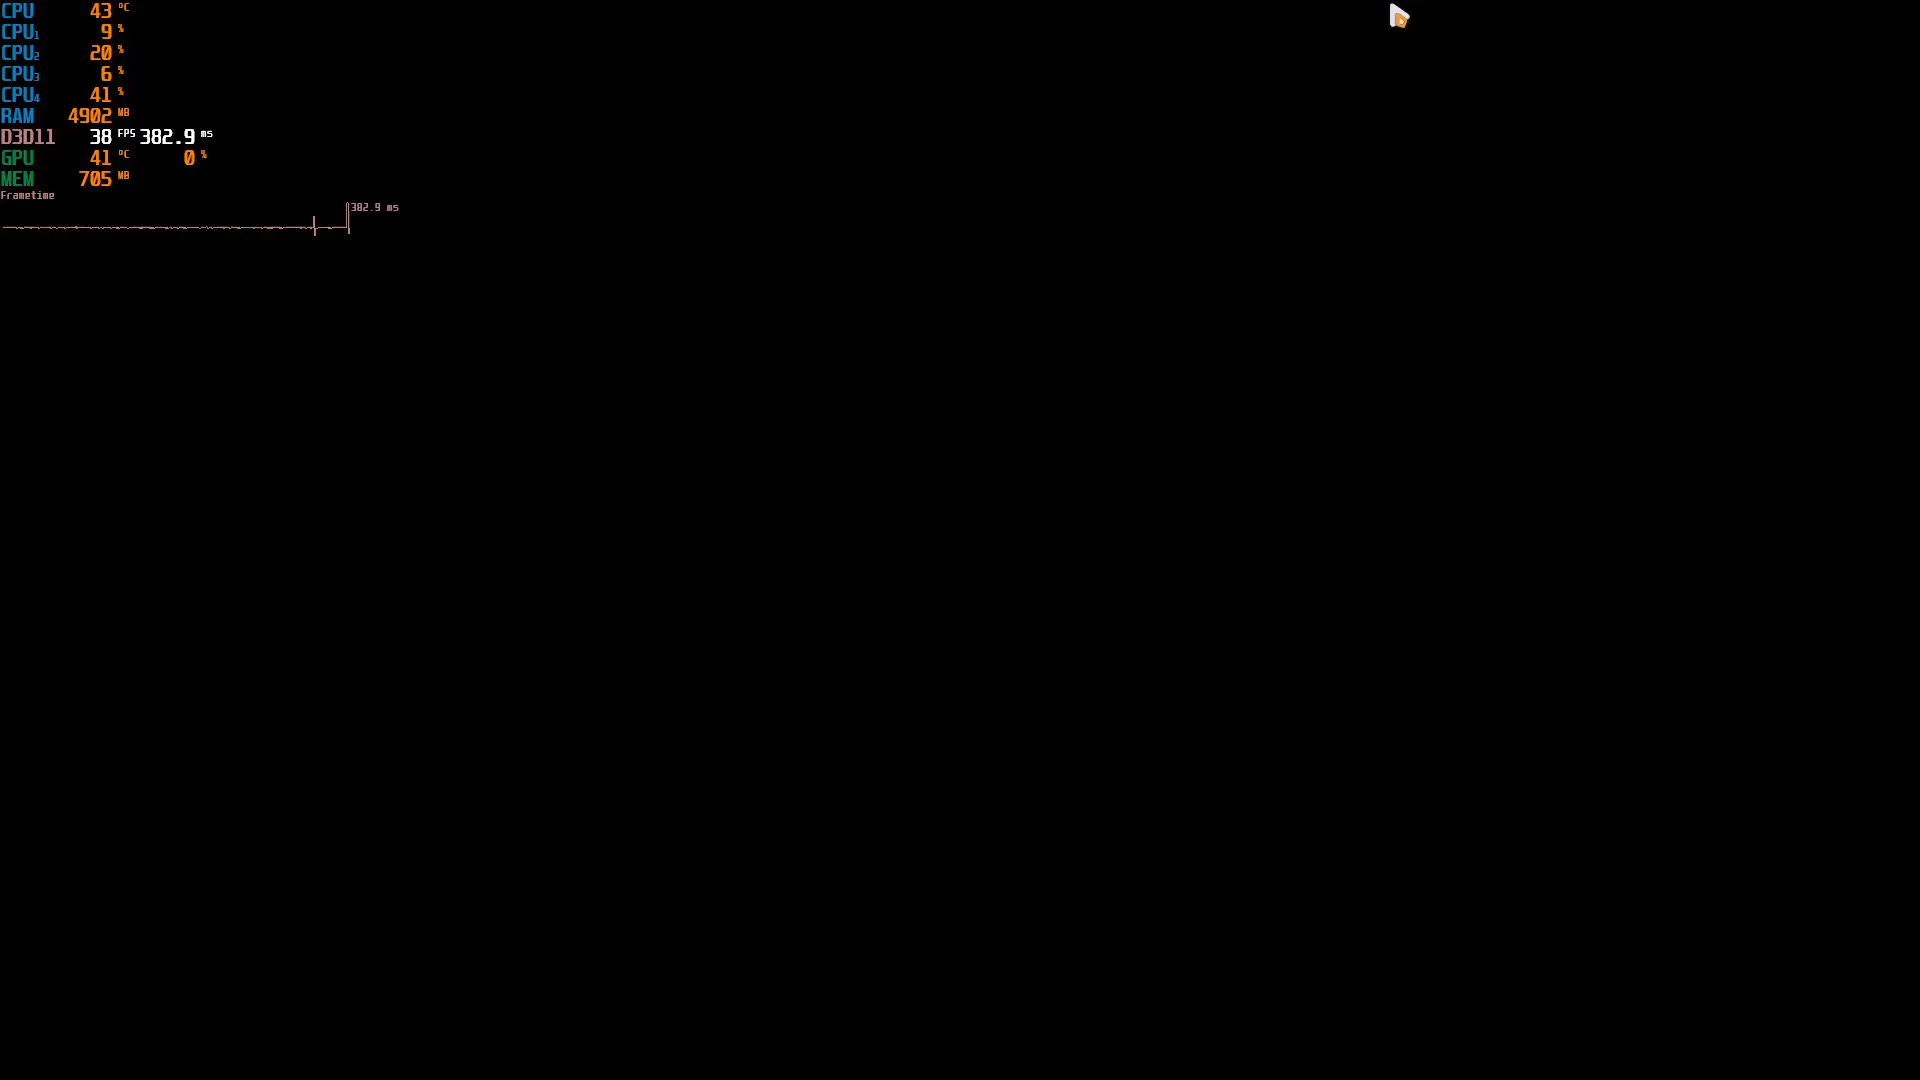 CPU 43 °C
CPU1 9 %
CPU2 20 %
CPU3 6 %
CPU4 41 %
RAM 4902 MB
D3D11 38 FPS 382.9 ms
GPU 41 °C 0 %
MEM 705 MB
Frametime
382.9 ms